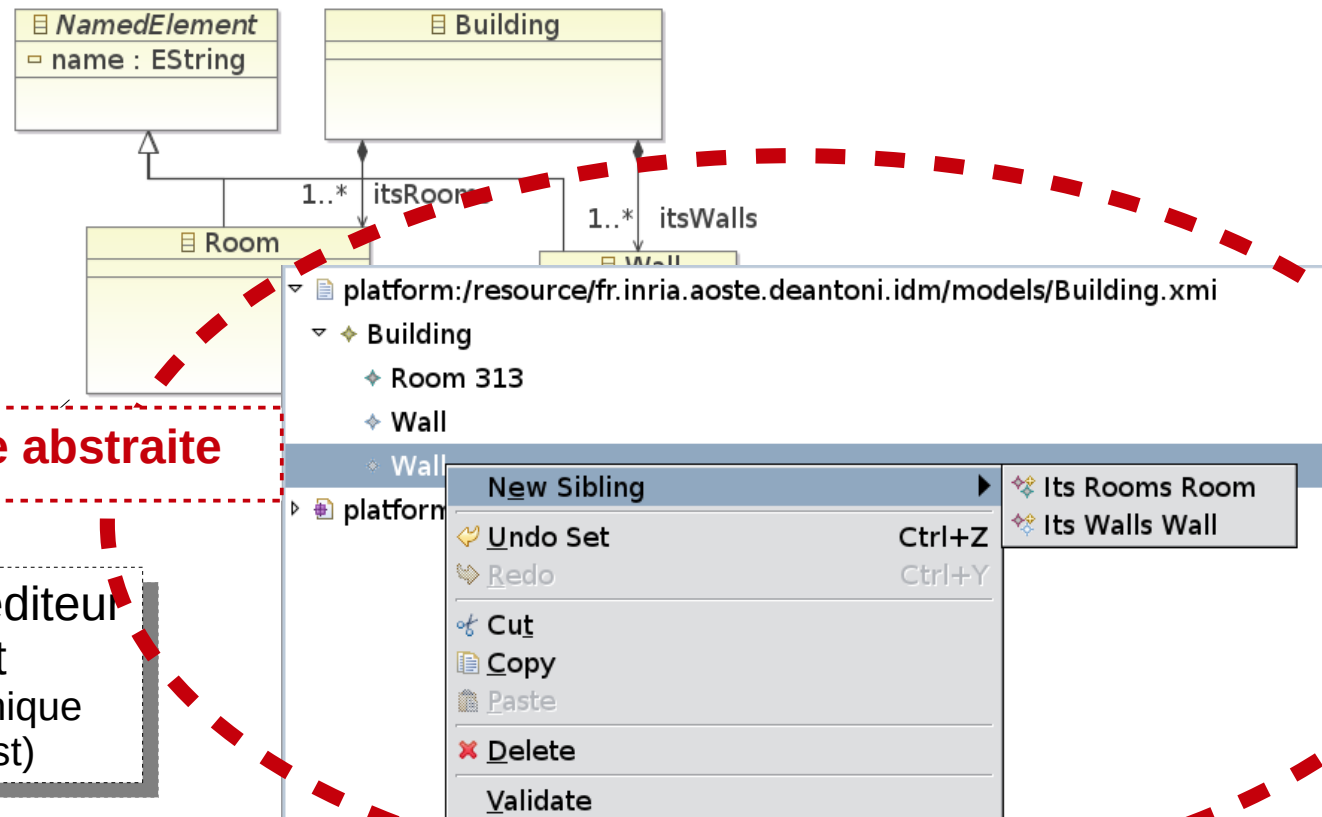 NamedElement
name : EString
Building
1..* itsRooms
1..* itsWalls
Room
Wall
platform:/resource/fr.inria.aoste.deantoni.idm/models/Building.xmi
Building
Room 313
Wall
Wall
platform
e abstraite
New Sibling
Its Rooms Room
Its Walls Wall
Undo Set Ctrl+Z
Redo Ctrl+Y
Cut
Copy
Paste
Delete
Validate
éditeur
t
nique
st)